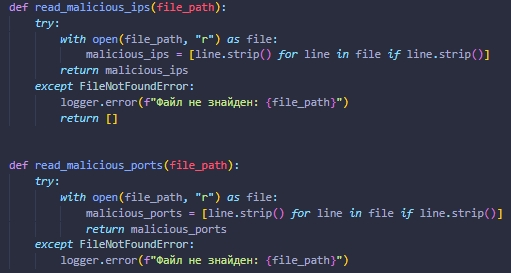 def read_malicious_ips(file_path):
    try:
        with open(file_path, "r") as file:
            malicious_ips = [line.strip() for line in file if line.strip()]
        return malicious_ips
    except FileNotFoundError:
        logger.error(f"Файл не знайден: {file_path}")
        return []
def read_malicious_ports(file_path):
    try:
        with open(file_path, "r") as file:
            malicious_ports = [line.strip() for line in file if line.strip()]
            return malicious_ports
    except FileNotFoundError:
        logger.error(f"Файл не знайден: {file_path}")